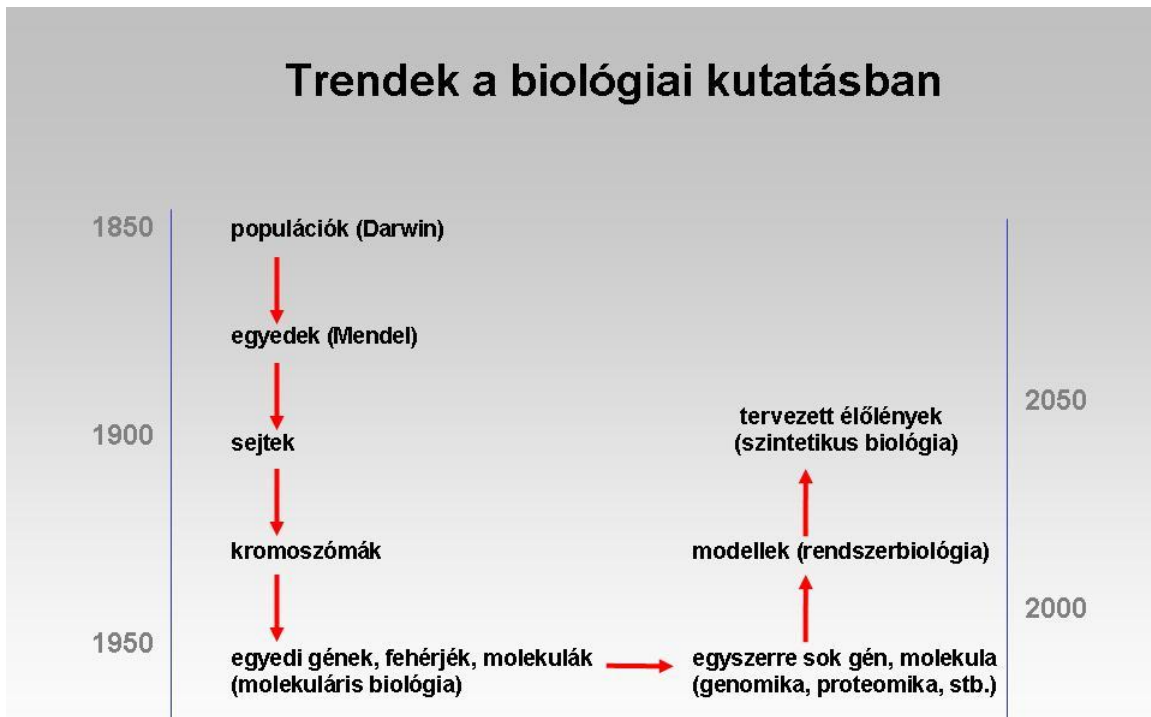 Trendek a biológiai kutatásban
1850
populációk (Darwin)
egyedek (Mendel)
1900
sejtek
kromoszómák
1950
egyedi gének, fehérjék, molekulák
(molekuláris biológia)
egyszerre sok gén, molekula
(genomika, proteomika, stb.)
2000
modellek (rendszerbiológia)
tervezett élőlények
(szintetikus biológia)
2050